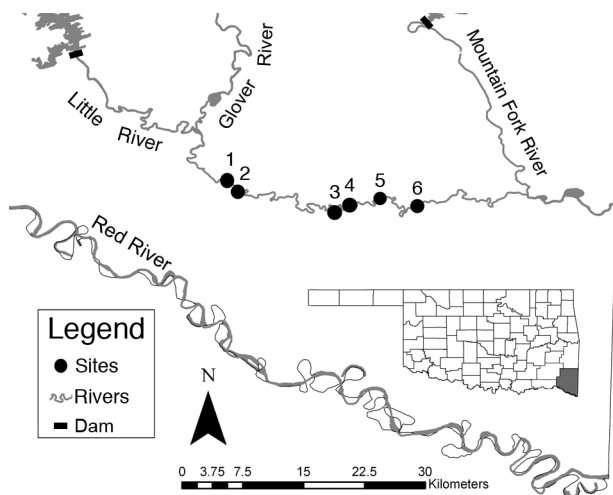 Little River
Glover River
Mountain Fork River
1
2
3
4
5
6
Red River
Legend
Sites
Rivers
Dam
N
0 3.75 7.5 15 22.5 30
Kilometers